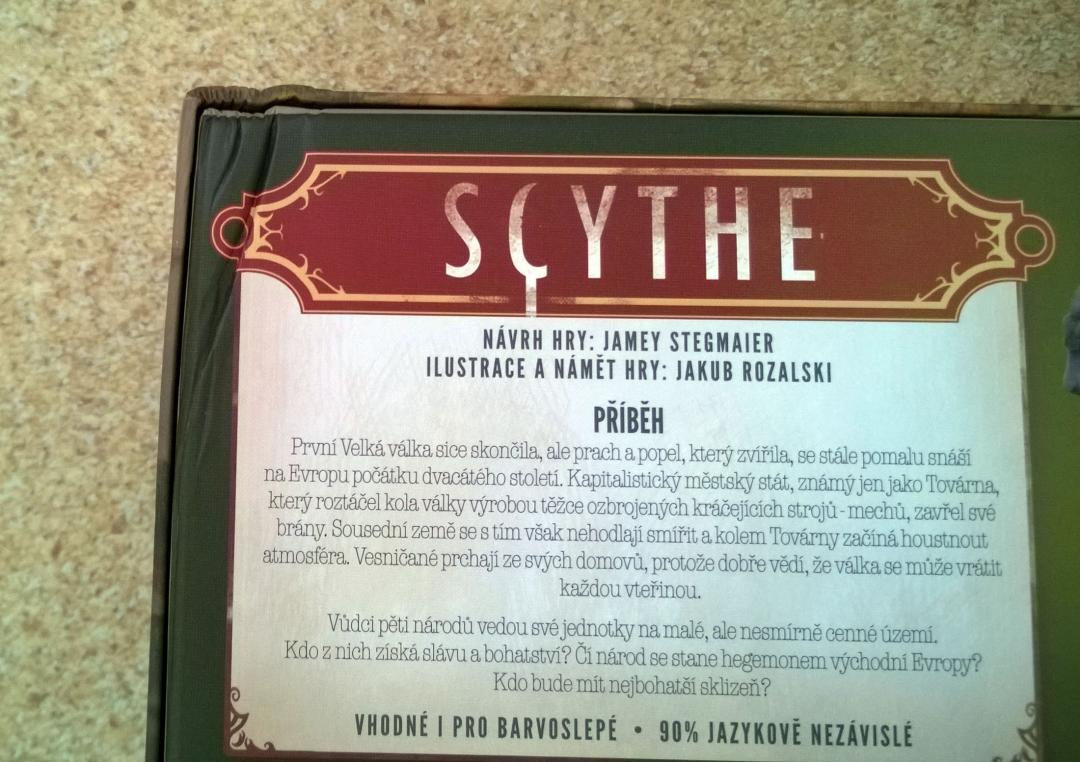 SCYTHE
NÁVRH HRY: JAMEY STEGMAIER
ILUSTRACE A NÁMĚT HRY: JAKUB ROZALSKI
PŘÍBĚH
První Velká válka sice skončila, ale prach a popel, který zvířila, se stále pomalu snáší
na Evropu počátku dvacátého století. Kapitalistický městský stát, známý jen jako Továrna,
který roztáčel kola války výrobou těžce ozbrojených kráčejících strojů - mechů, zavřel své
brány. Sousední země se s tím však nehodlají smířit a kolem Továrny začíná houstnout
atmosféra. Vesničané prchají ze svých domovů, protože dobře vědí, že válka se může vrátit
každou vteřinou.
Vůdci pěti národů vedou své jednotky na malé, ale nesmírně cenné území.
Kdo z nich získá slávu a bohatství? Čí národ se stane hegemonem východní Evropy?
Kdo bude mít nejbohatší sklizeň?
VHODNÉ I PRO BARVOSLEPÉ • 90% JAZYKOVĚ NEZÁVISLÉ